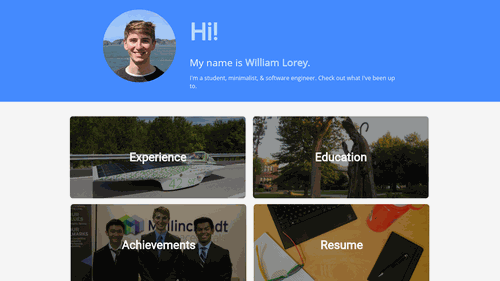 Hi!
My name is William Lorey.
I'm a student, minimalist, & software engineer. Check out what I've been up
to.
Experience
Education
Achievements
Resume